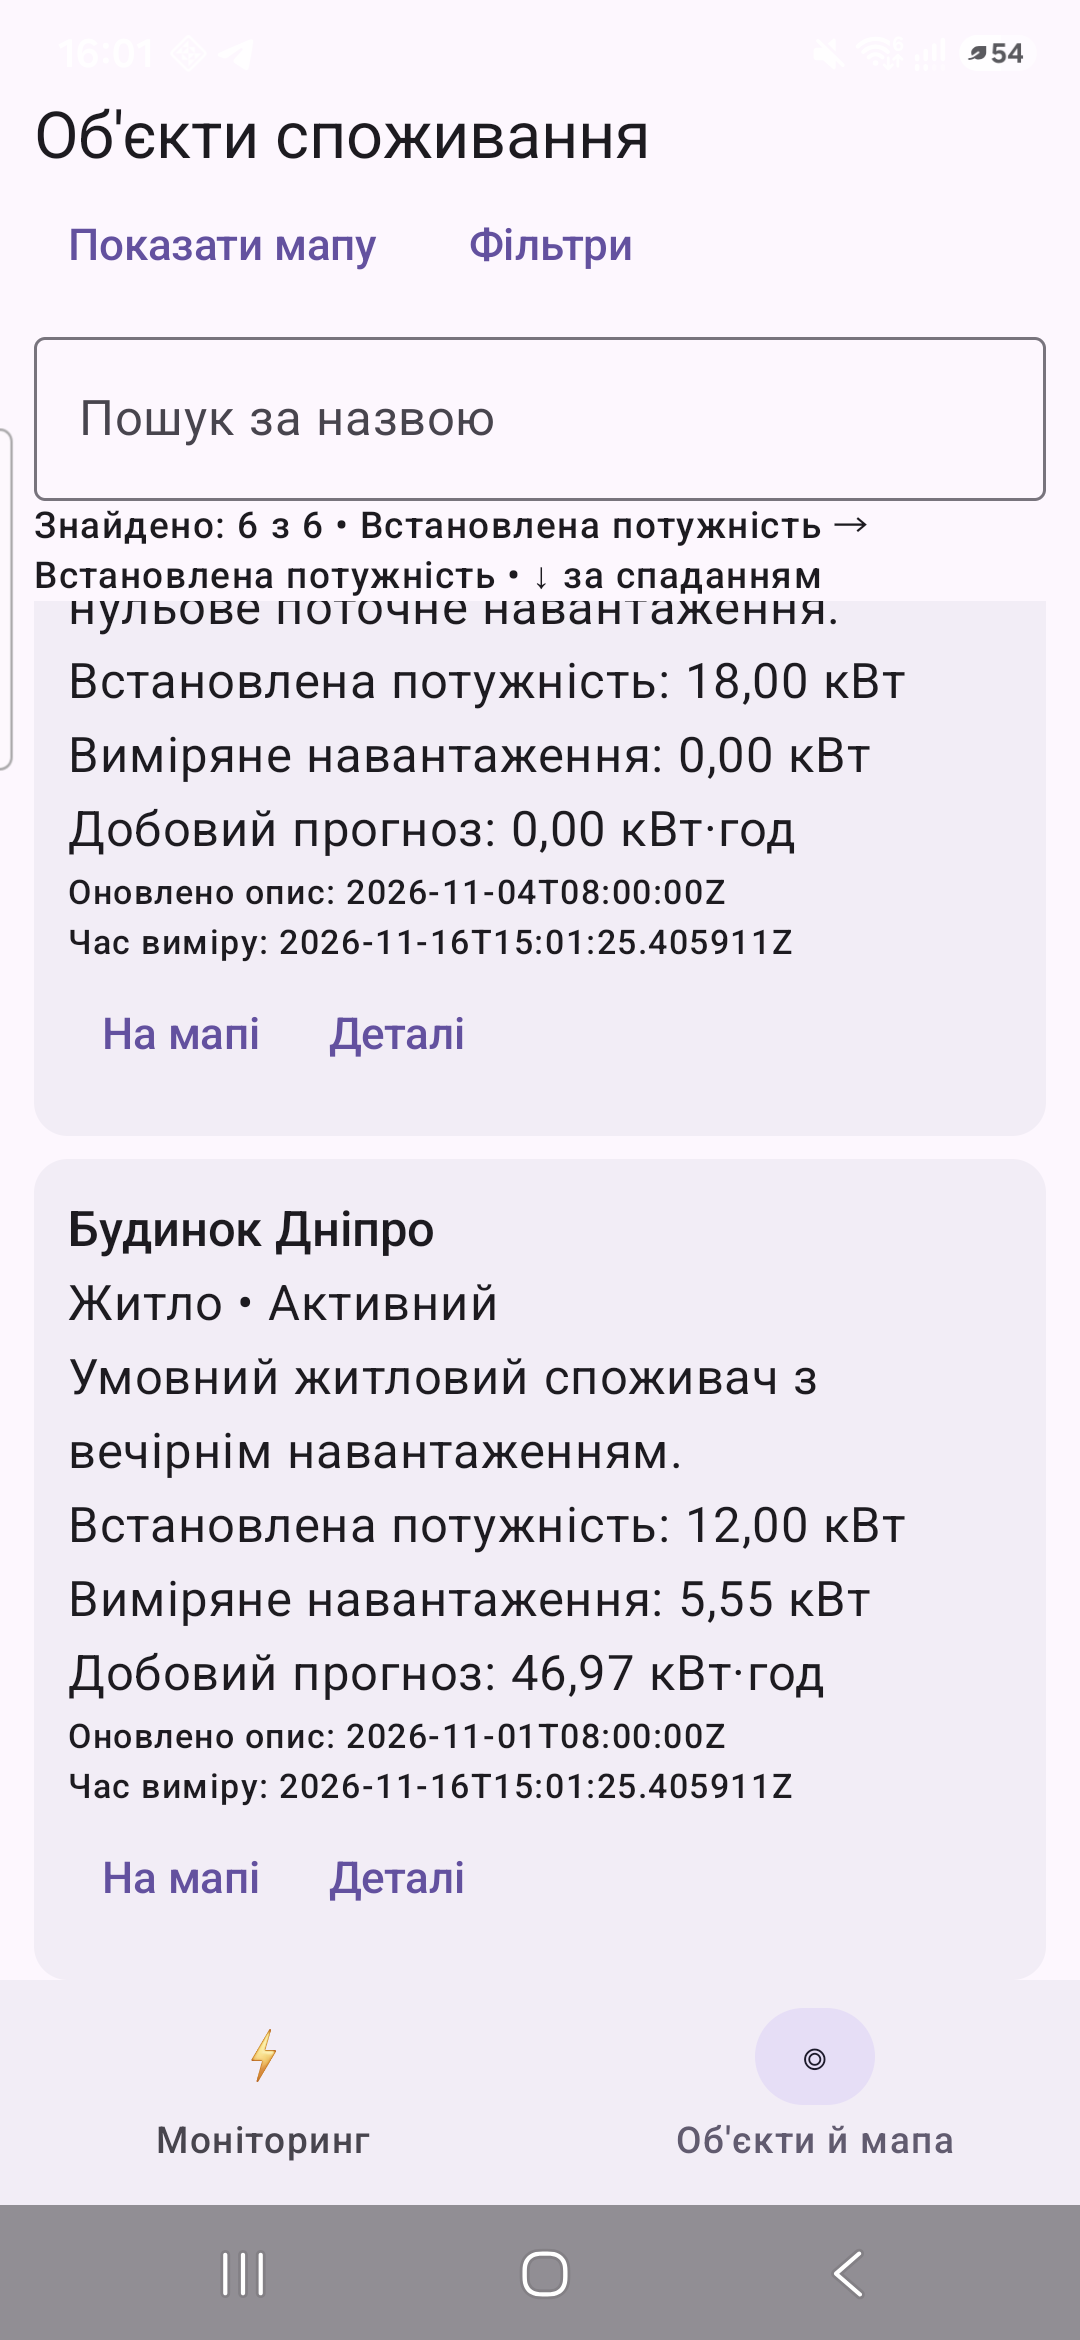 16:01
54
Об'єкти споживання
Показати мапу Фільтри
Пошук за назвою
Знайдено: 6 з 6 • Встановлена потужність →
Встановлена потужність • ↓ за спаданням
нульове поточне навантаження.
Встановлена потужність: 18,00 кВт
Виміряне навантаження: 0,00 кВт
Добовий прогноз: 0,00 кВт·год
Оновлено опис: 2026-11-04T08:00:00Z
Час виміру: 2026-11-16T15:01:25.405911Z
На мапі Деталі
Будинок Дніпро
Житло • Активний
Умовний житловий споживач з
вечірнім навантаженням.
Встановлена потужність: 12,00 кВт
Виміряне навантаження: 5,55 кВт
Добовий прогноз: 46,97 кВт·год
Оновлено опис: 2026-11-01T08:00:00Z
Час виміру: 2026-11-16T15:01:25.405911Z
На мапі Деталі
Моніторинг Об'єкти й мапа